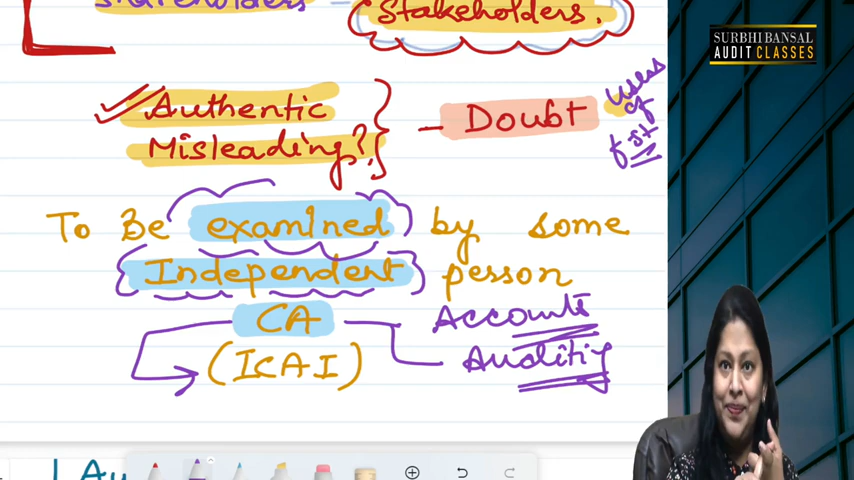 Shareholders =
Stakeholders.
SURBHI BANSAL
AUDIT CLASSES
Authentic
Misleading?
- Doubt
users
of
f.st
To Be examined by some
Independent person
CA
Accounts
(ICAI)
Auditing